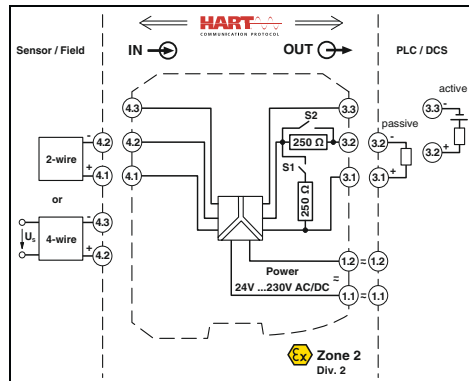 HART
COMMUNICATION PROTOCOL
Sensor / Field
IN
OUT
PLC / DCS
active
passive
4.3
3.3
S2
3.3 -
4.2
250 Ω
3.2
3.2 -
3.2 +
2-wire
- 4.2
+ 4.1
4.1
S1
250 Ω
3.1
3.1 +
or
Us
4-wire
- 4.3
+ 4.2
Power
24V ...230V AC/DC
≈
1.2 = 1.2
1.1 = 1.1
Ex Zone 2
Div. 2